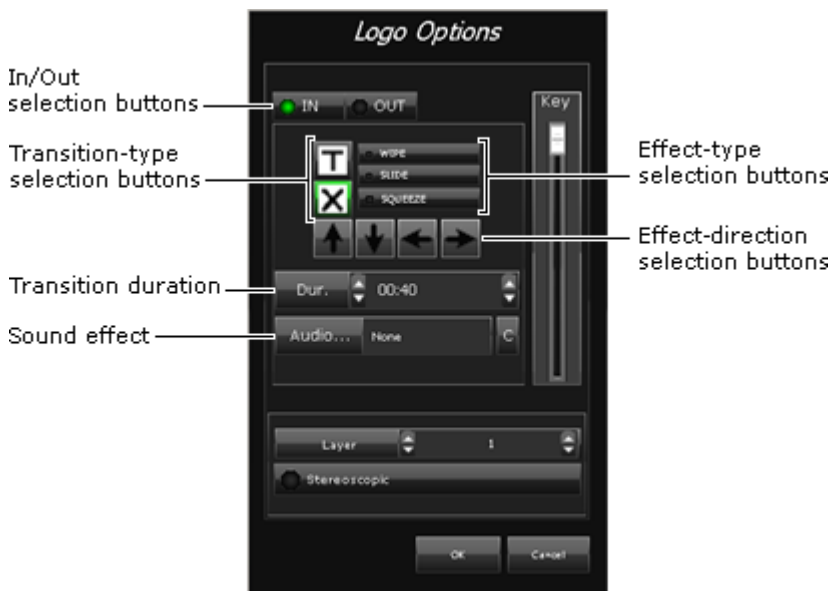 Logo Options
In/Out
selection buttons
IN
OUT
Key
Transition-type
selection buttons
T
X
WIPE
SLIDE
SQUEEZE
Effect-type
selection buttons
Effect-direction
selection buttons
Transition duration
Dur.
00:40
Sound effect
Audio...
None
C
Layer
1
Stereoscopic
OK
Cancel